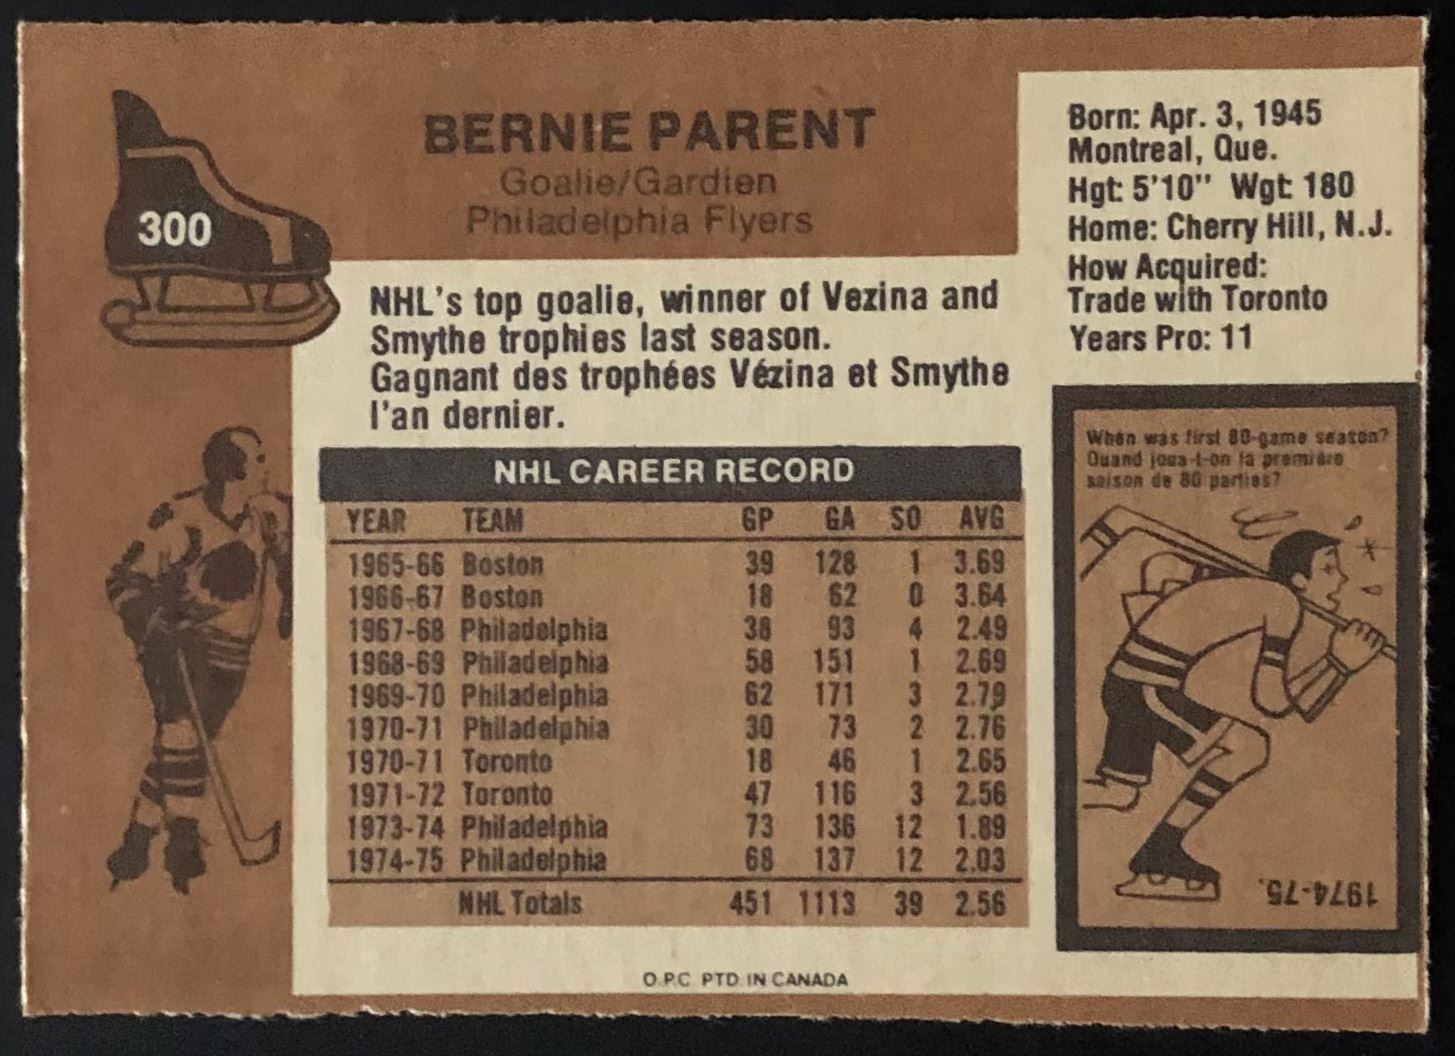 BERNIE PARENT
Goalie/Gardien
Philadelphia Flyers
300
Born: Apr. 3, 1945
Montreal, Que.
Hgt: 5'10" Wgt: 180
Home: Cherry Hill, N.J.
How Acquired:
Trade with Toronto
Years Pro: 11
NHL's top goalie, winner of Vezina and
Smythe trophies last season.
Gagnant des trophées Vézina et Smythe
l'an dernier.
NHL CAREER RECORD
YEAR TEAM GP GA SO AVG
1965-66 Boston 39 128 1 3.69
1966-67 Boston 18 62 0 3.64
1967-68 Philadelphia 38 93 4 2.49
1968-69 Philadelphia 58 151 1 2.69
1969-70 Philadelphia 62 171 3 2.79
1970-71 Philadelphia 30 73 2 2.76
1970-71 Toronto 18 46 1 2.65
1971-72 Toronto 47 116 3 2.56
1973-74 Philadelphia 73 136 12 1.89
1974-75 Philadelphia 68 137 12 2.03
NHL Totals 451 1113 39 2.56
When was first 80-game season?
Quand joua-t-on la première
saison de 80 parties?
1974-75.
O.P.C. PTD. IN CANADA